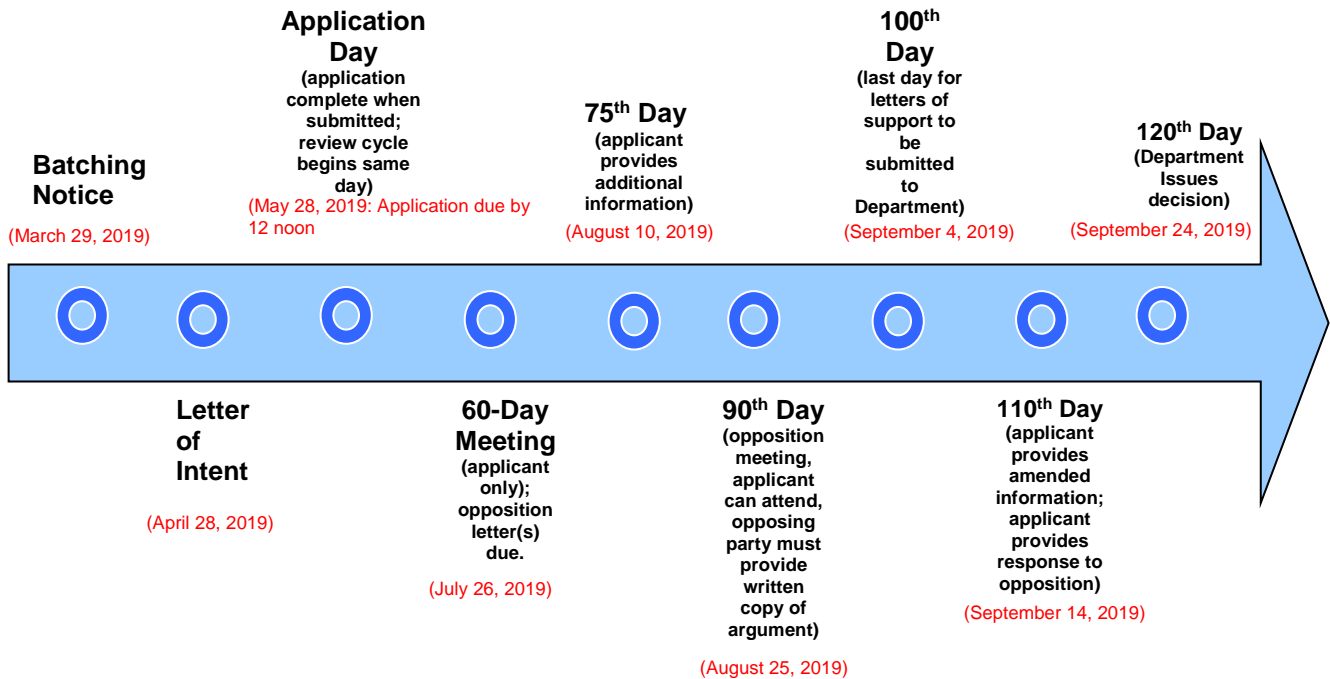 Batching
Notice
(March 29, 2019)
Letter
of
Intent
(April 28, 2019)
Application
Day
(application
complete when
submitted;
review cycle
begins same
day)
(May 28, 2019: Application due by
12 noon
60-Day
Meeting
(applicant
only);
opposition
letter(s)
due.
(July 26, 2019)
75th Day
(applicant
provides
additional
information)
(August 10, 2019)
90th Day
(opposition
meeting,
applicant
can attend,
opposing
party must
provide
written
copy of
argument)
(August 25, 2019)
100th
Day
(last day for
letters of
support to
be
submitted
to
Department)
(September 4, 2019)
110th Day
(applicant
provides
amended
information;
applicant
provides
response to
opposition)
(September 14, 2019)
120th Day
(Department
Issues
decision)
(September 24, 2019)